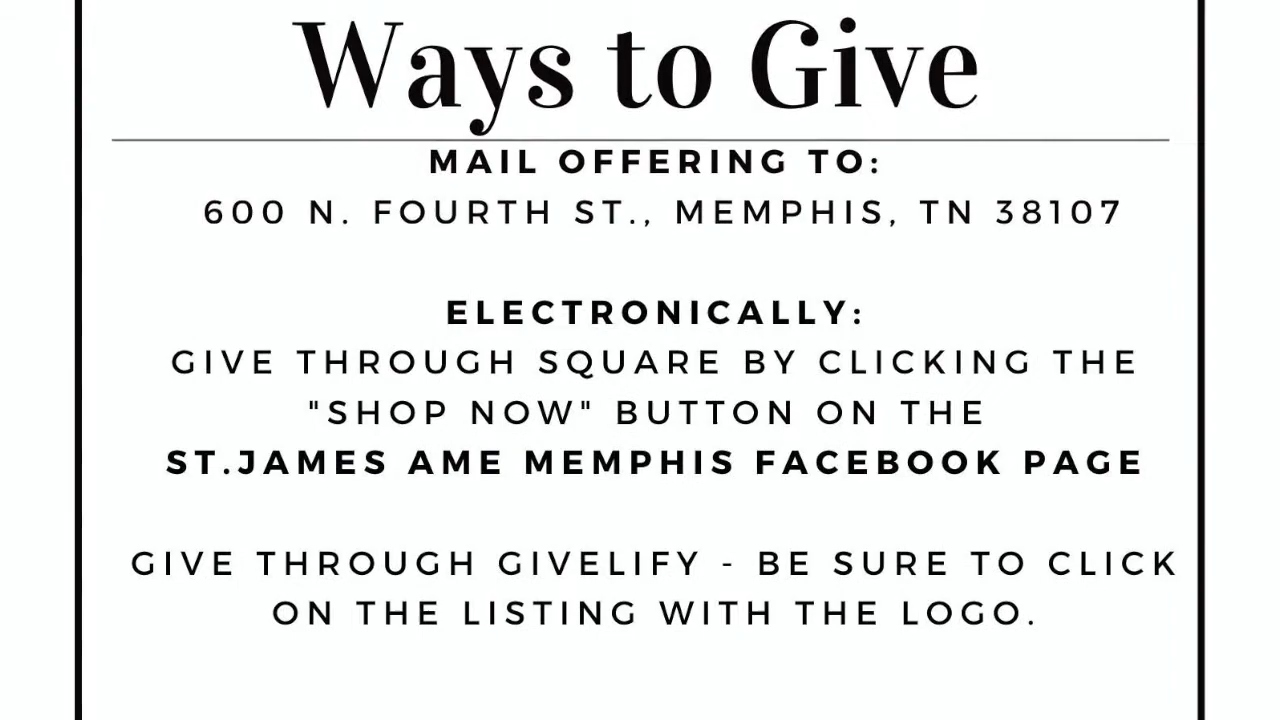 Ways to Give
MAIL OFFERING TO:
600 N. FOURTH ST., MEMPHIS, TN 38107
ELECTRONICALLY:
GIVE THROUGH SQUARE BY CLICKING THE
"SHOP NOW" BUTTON ON THE
ST.JAMES AME MEMPHIS FACEBOOK PAGE
GIVE THROUGH GIVELIFY - BE SURE TO CLICK
ON THE LISTING WITH THE LOGO.